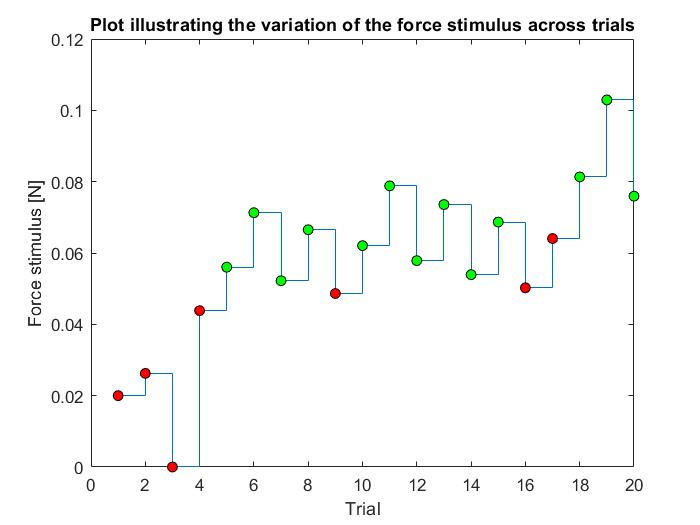 Plot illustrating the variation of the force stimulus across trials
0.12
0.1
0.08
0.06
0.04
0.02
0
Force stimulus [N]
0 2 4 6 8 10 12 14 16 18 20
Trial